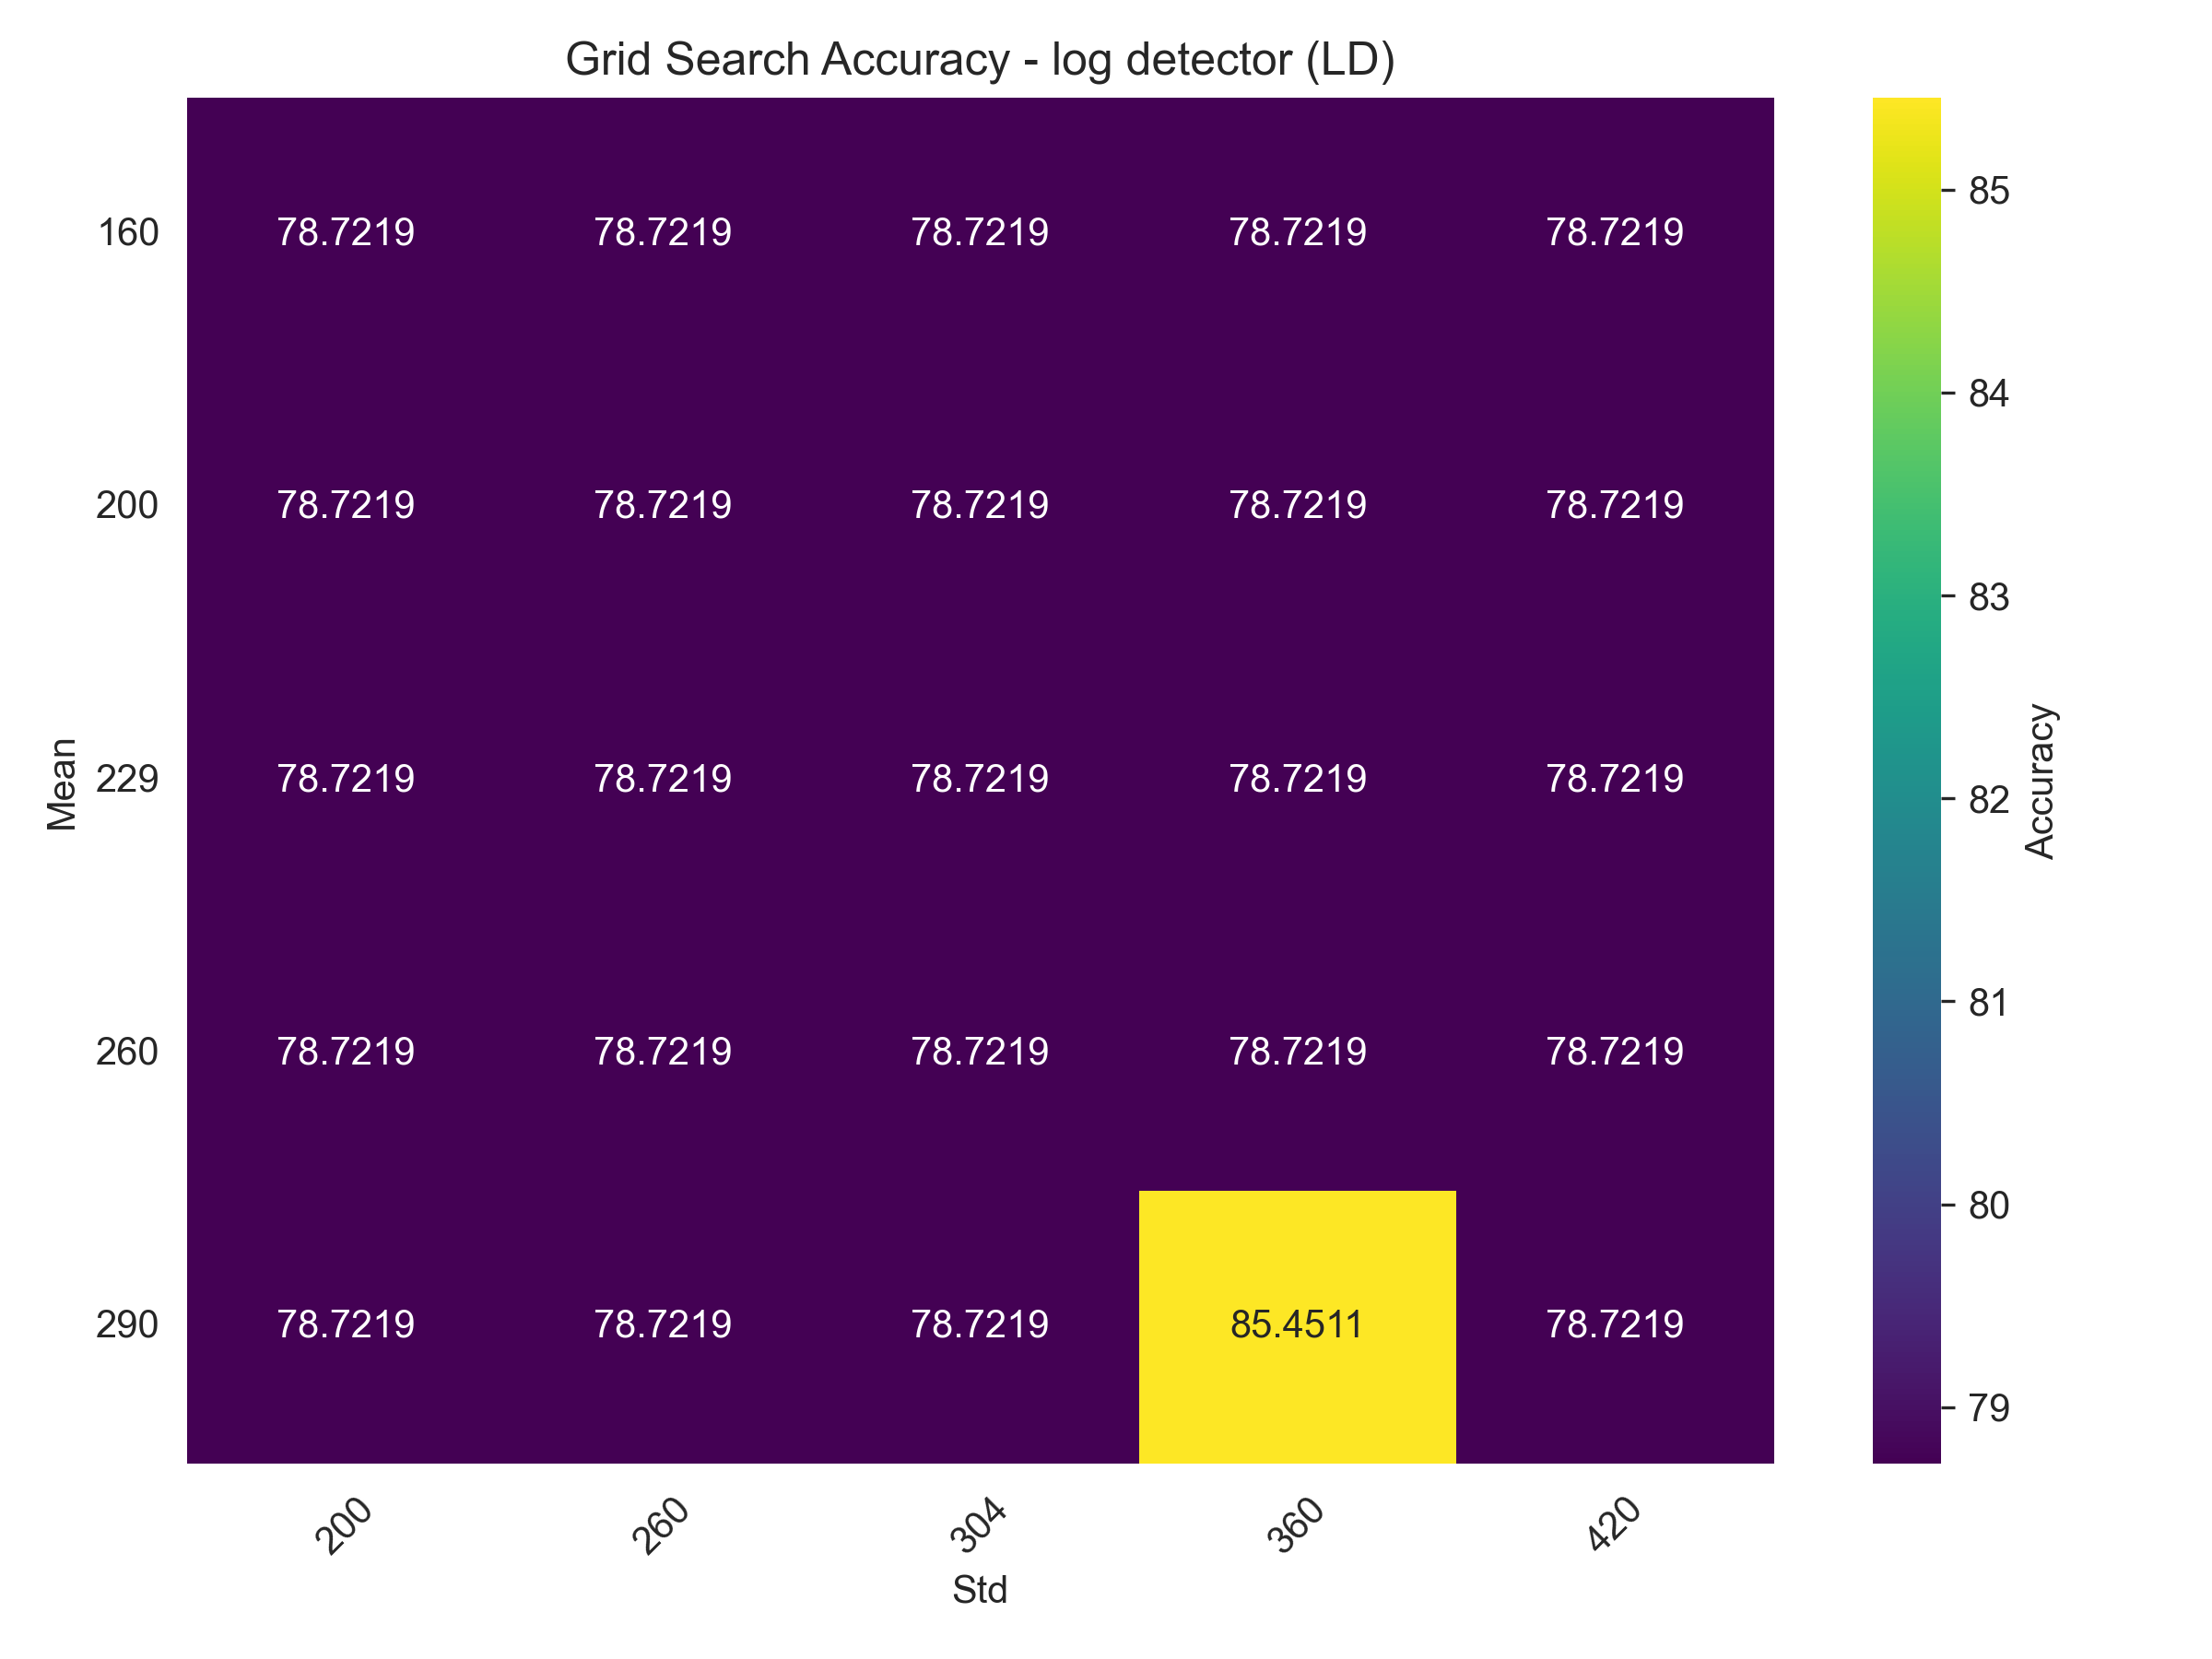 Grid Search Accuracy - log detector (LD)
160 78.7219 78.7219 78.7219 78.7219 78.7219
200 78.7219 78.7219 78.7219 78.7219 78.7219
229 78.7219 78.7219 78.7219 78.7219 78.7219
260 78.7219 78.7219 78.7219 78.7219 78.7219
290 78.7219 78.7219 78.7219 85.4511 78.7219
Mean
200 260 304 360 420
Std
85
84
83
82
81
80
79
Accuracy